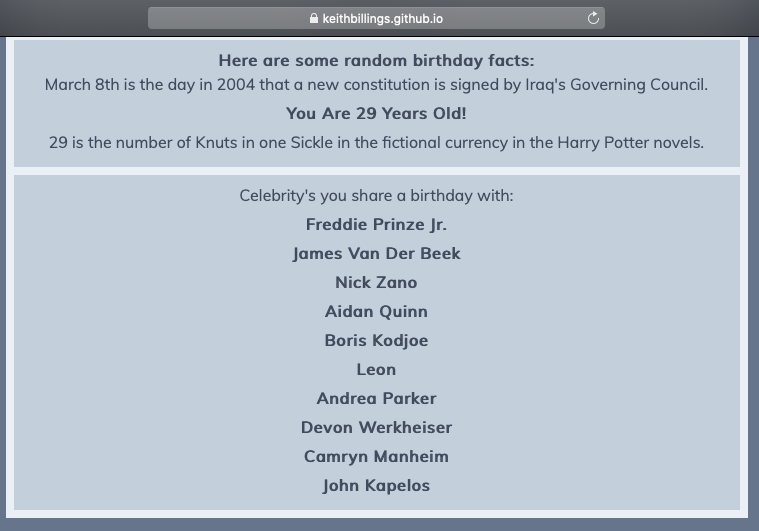 keithbillings.github.io
Here are some random birthday facts:
March 8th is the day in 2004 that a new constitution is signed by Iraq's Governing Council.
You Are 29 Years Old!
29 is the number of Knuts in one Sickle in the fictional currency in the Harry Potter novels.
Celebrity's you share a birthday with:
Freddie Prinze Jr.
James Van Der Beek
Nick Zano
Aidan Quinn
Boris Kodjoe
Leon
Andrea Parker
Devon Werkheiser
Camryn Manheim
John Kapelos